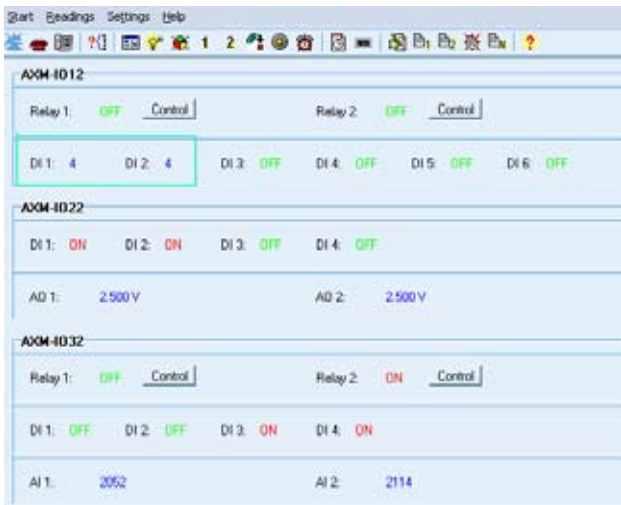 Start Readings Settings Help
1 2
AXM-IO12
Relay 1: OFF Control Relay 2: OFF Control
DI 1: 4 DI 2: 4 DI 3: OFF DI 4: OFF DI 5: OFF DI 6: OFF
AXM-IO22
DI 1: ON DI 2: ON DI 3: OFF DI 4: OFF
AO 1: 2.500 V AO 2: 2.500 V
AXM-IO32
Relay 1: OFF Control Relay 2: ON Control
DI 1: OFF DI 2: OFF DI 3: ON DI 4: ON
AI 1: 2052 AI 2: 2114